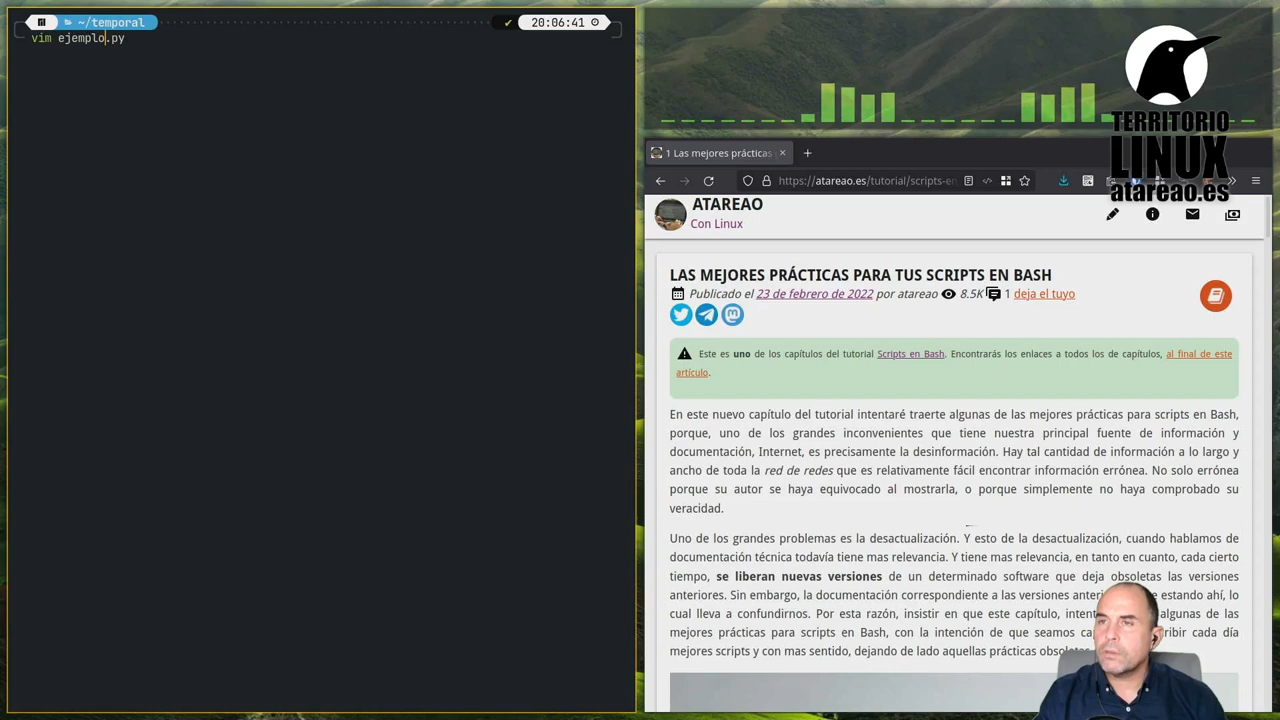 ~/temporal
✔ 20:06:41
vim ejemplo.py
TERRITORIO
LINUX
atareao.es
1 Las mejores prácticas
https://atareao.es/tutorial/scripts-en
ATAREAO
Con Linux
LAS MEJORES PRÁCTICAS PARA TUS SCRIPTS EN BASH
Publicado el 23 de febrero de 2022 por atareao 8.5K 1 deja el tuyo
Este es uno de los capítulos del tutorial Scripts en Bash. Encontrarás los enlaces a todos los de capítulos, al final de este
artículo.
En este nuevo capítulo del tutorial intentaré traerte algunas de las mejores prácticas para scripts en Bash,
porque, uno de los grandes inconvenientes que tiene nuestra principal fuente de información y
documentación, Internet, es precisamente la desinformación. Hay tal cantidad de información a lo largo y
ancho de toda la red de redes que es relativamente fácil encontrar información errónea. No solo errónea
porque su autor se haya equivocado al mostrarla, o porque simplemente no haya comprobado su
veracidad.
Uno de los grandes problemas es la desactualización. Y esto de la desactualización, cuando hablamos de
documentación técnica todavía tiene mas relevancia. Y tiene mas relevancia, en tanto en cuanto, cada cierto
tiempo, se liberan nuevas versiones de un determinado software que deja obsoletas las versiones
anteriores. Sin embargo, la documentación correspondiente a las versiones estando ahí, lo
cual lleva a confundirnos. Por esta razón, insistir en que este capítulo, algunas de las
mejores prácticas para scripts en Bash, con la intención de que seamos cada día
mejores scripts y con mas sentido, dejando de lado aquellas prácticas